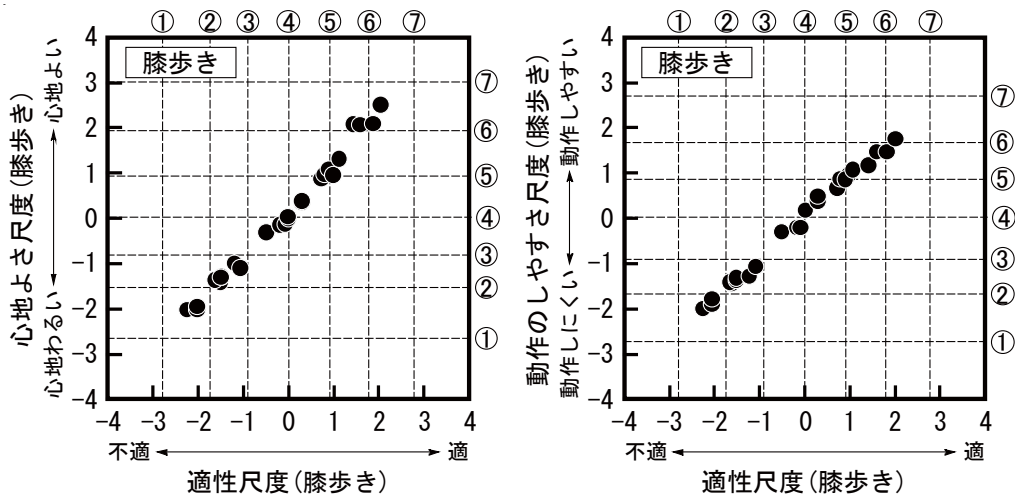 ① ② ③ ④ ⑤ ⑥ ⑦
膝歩き
心地よさ尺度(膝歩き)
心地わるい ←→ 心地よい
4
3
2
1
0
-1
-2
-3
-4
⑦
⑥
⑤
④
③
②
①
-4 -3 -2 -1 0 1 2 3 4
不適 ←→ 適
適性尺度(膝歩き)
① ② ③ ④ ⑤ ⑥ ⑦
膝歩き
動作のしやすさ尺度(膝歩き)
動作しにくい ←→ 動作しやすい
4
3
2
1
0
-1
-2
-3
-4
⑦
⑥
⑤
④
③
②
①
-4 -3 -2 -1 0 1 2 3 4
不適 ←→ 適
適性尺度(膝歩き)